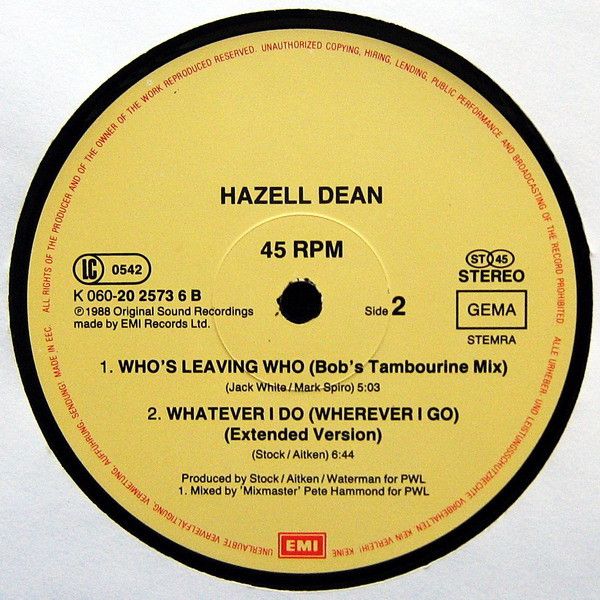 ALL RIGHTS OF THE PRODUCER AND OF THE OWNER OF THE WORK REPRODUCED RESERVED. UNAUTHORIZED COPYING, HIRING, LENDING, PUBLIC PERFORMANCE AND BROADCASTING OF THE RECORD PROHIBITED.
ALLE URHEBER- UND LEISTUNGSSCHUTZRECHTE VORBEHALTEN. KEIN VERLEIH! KEINE UNERLAUBTE VERVIELFÄLTIGUNG, VERMIETUNG, AUFFÜHRUNG, SENDUNG! MADE IN EEC.
HAZELL DEAN
45 RPM
LC 0542
ST 45
STEREO
K 060-20 2573 6 B
℗ 1988 Original Sound Recordings
made by EMI Records Ltd.
Side 2
GEMA
STEMRA
1. WHO'S LEAVING WHO (Bob's Tambourine Mix)
(Jack White / Mark Spiro) 5:03
2. WHATEVER I DO (WHEREVER I GO)
(Extended Version)
(Stock / Aitken) 6:44
Produced by Stock / Aitken / Waterman for PWL
1. Mixed by 'Mixmaster' Pete Hammond for PWL
EMI